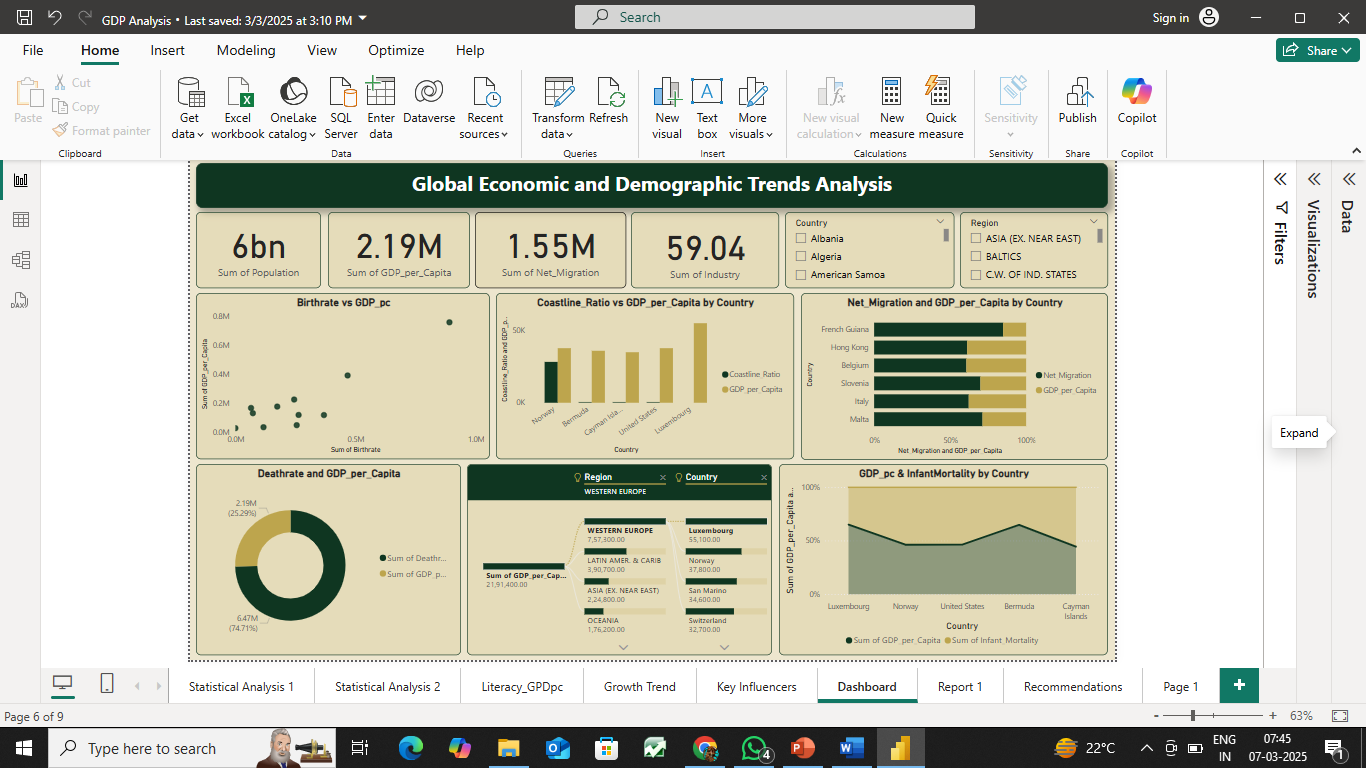 GDP Analysis • Last saved: 3/3/2025 at 3:10 PM
Search
Sign in
File Home Insert Modeling View Optimize Help
Share
Paste
Cut
Copy
Format painter
Clipboard
Get data
Excel workbook
OneLake catalog
SQL Server
Enter data
Dataverse
Recent sources
Data
Transform data
Refresh
Queries
New visual
Text box
More visuals
Insert
New visual calculation
New measure
Quick measure
Calculations
Sensitivity
Sensitivity
Publish
Share
Copilot
Copilot
Global Economic and Demographic Trends Analysis
6bn
Sum of Population
2.19M
Sum of GDP_per_Capita
1.55M
Sum of Net_Migration
59.04
Sum of Industry
Country
Albania
Algeria
American Samoa
Region
ASIA (EX. NEAR EAST)
BALTICS
C.W. OF IND. STATES
Birthrate vs GDP_pc
Sum of GDP_per_Capita
0.8M
0.6M
0.4M
0.2M
0.0M
0.0M 0.5M 1.0M
Sum of Birthrate
Coastline_Ratio vs GDP_per_Capita by Country
Coastline_Ratio and GDP_p...
50K
0K
Norway
Bermuda
Cayman Isla...
United States
Luxembourg
Country
Coastline_Ratio
GDP_per_Capita
Net_Migration and GDP_per_Capita by Country
Country
French Guiana
Hong Kong
Belgium
Slovenia
Italy
Malta
0% 50% 100%
Net_Migration and GDP_per_Capita
Net_Migration
GDP_per_Capita
Deathrate and GDP_per_Capita
2.19M
(25.29%)
6.47M
(74.71%)
Sum of Deathr...
Sum of GDP_p...
Region
WESTERN EUROPE
Country
Sum of GDP_per_Cap...
21,91,400.00
WESTERN EUROPE
7,57,300.00
LATIN AMER. & CARIB
3,90,700.00
ASIA (EX. NEAR EAST)
2,24,800.00
OCEANIA
1,76,200.00
Luxembourg
55,100.00
Norway
37,800.00
San Marino
34,600.00
Switzerland
32,700.00
GDP_pc & InfantMortality by Country
Sum of GDP_per_Capita a...
100%
50%
0%
Luxembourg Norway United States Bermuda Cayman Islands
Country
Sum of GDP_per_Capita Sum of Infant_Mortality
Filters
Visualizations
Data
Expand
Statistical Analysis 1 Statistical Analysis 2 Literacy_GPDpc Growth Trend Key Influencers Dashboard Report 1 Recommendations Page 1
Page 6 of 9
63%
Type here to search
4
22°C
ENG
IN
07:45
07-03-2025
1